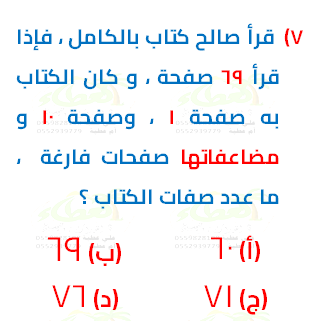 ٧) قرأ صالح كتاب بالكامل ، فإذا
قرأ ٦٩ صفحة ، و كان الكتاب
به صفحة ١ ، وصفحة ١٠ و
مضاعفاتها صفحات فارغة ،
ما عدد صفات الكتاب ؟
(أ) ٦٠ (ب) ٦٩
(ج) ٧١ (د) ٧٦